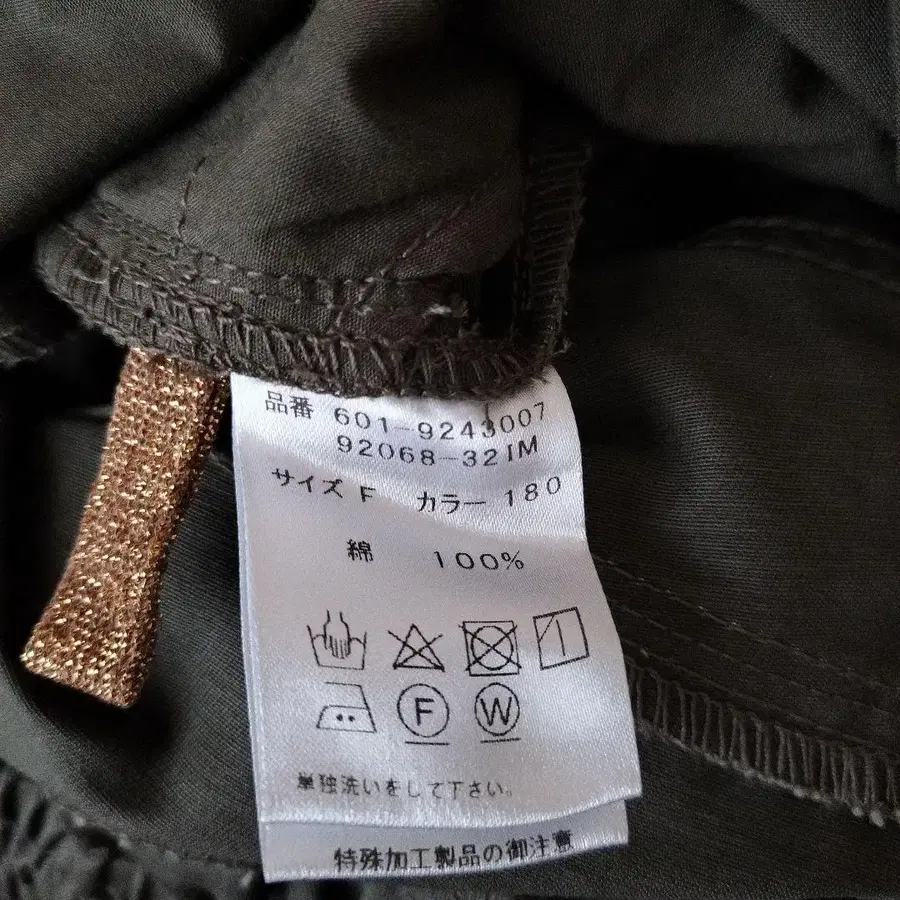 品番 601-9243007
92068-321M
サイズ F カラー 180
綿 100%
F W
単独洗いをして下さい。
特殊加工製品の御注意